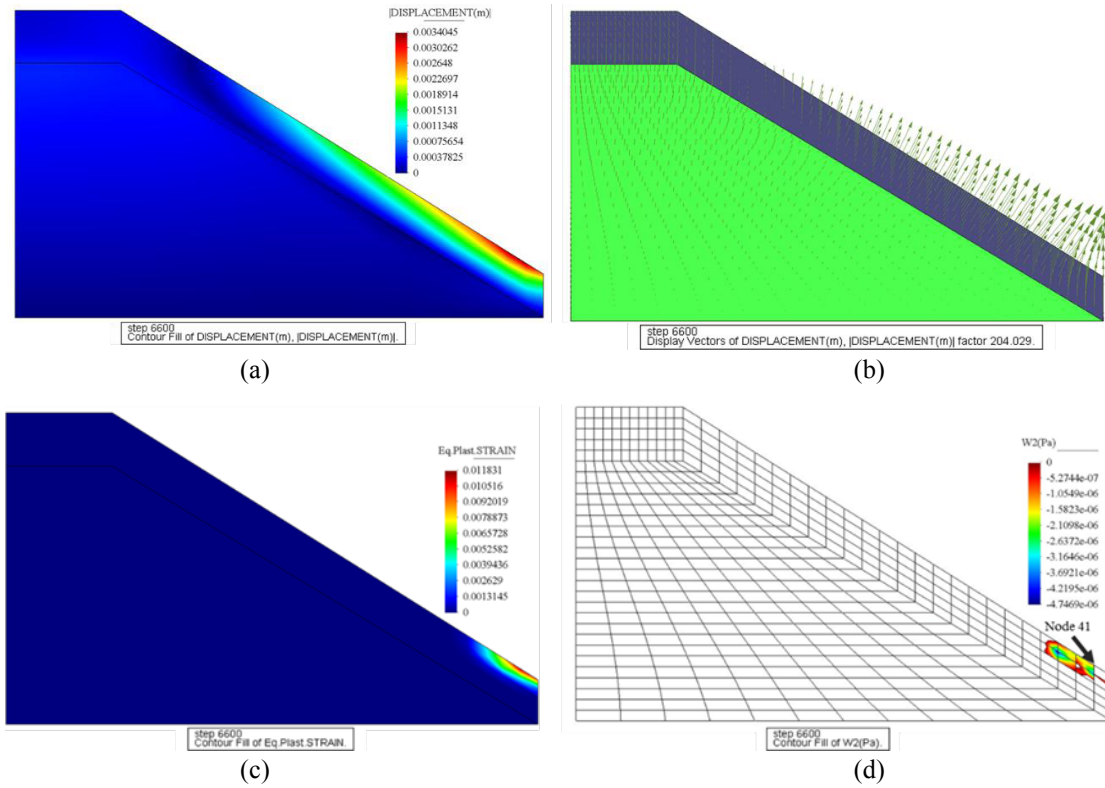 |DISPLACEMENT(m)|
0.0034045
0.0030262
0.002648
0.0022697
0.0018914
0.0015131
0.0011348
0.00075654
0.00037825
0
step 6600
Contour Fill of DISPLACEMENT(m), |DISPLACEMENT(m)|.
(a)
step 6600
Display Vectors of DISPLACEMENT(m), |DISPLACEMENT(m)| factor 204.029.
(b)
Eq.Plast.STRAIN
0.011831
0.010516
0.0092019
0.0078873
0.0065728
0.0052582
0.0039436
0.002629
0.0013145
0
step 6600
Contour Fill of Eq.Plast.STRAIN.
(c)
W2(Pa)
0
-5.2744e-07
-1.0549e-06
-1.5823e-06
-2.1098e-06
-2.6372e-06
-3.1646e-06
-3.6921e-06
-4.2195e-06
-4.7469e-06
Node 41
step 6600
Contour Fill of W2(Pa).
(d)